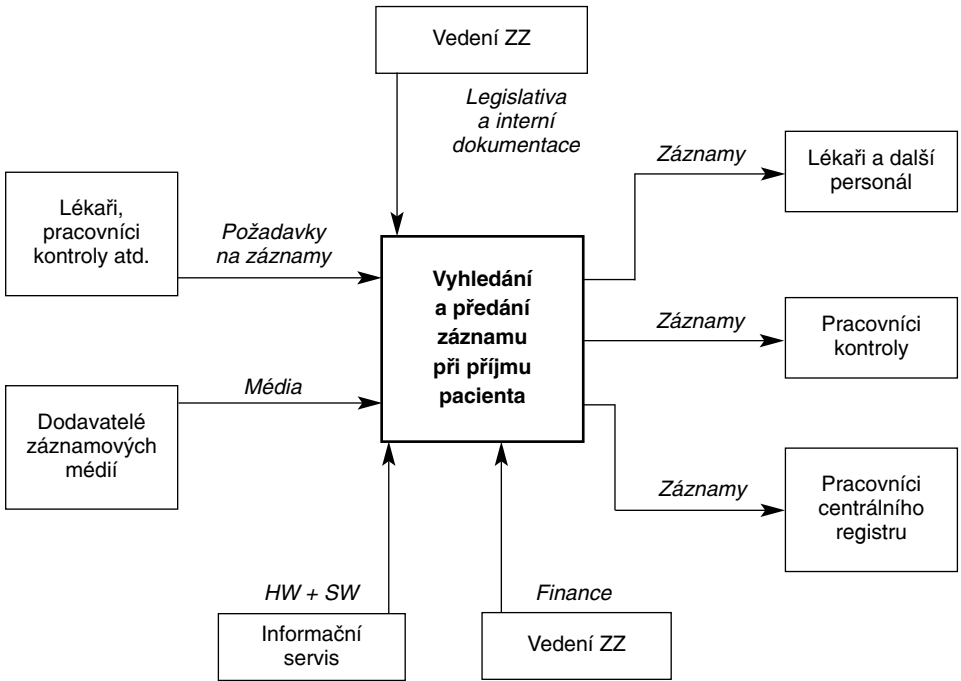 Vedení ZZ
Legislativa
a interní
dokumentace
Lékaři,
pracovníci
kontroly atd.
Požadavky
na záznamy
Dodavatelé
záznamových
médií
Média
Vyhledání
a předání
záznamu
při příjmu
pacienta
Záznamy
Lékaři a další
personál
Záznamy
Pracovníci
kontroly
Záznamy
Pracovníci
centrálního
registru
HW + SW
Informační
servis
Finance
Vedení ZZ